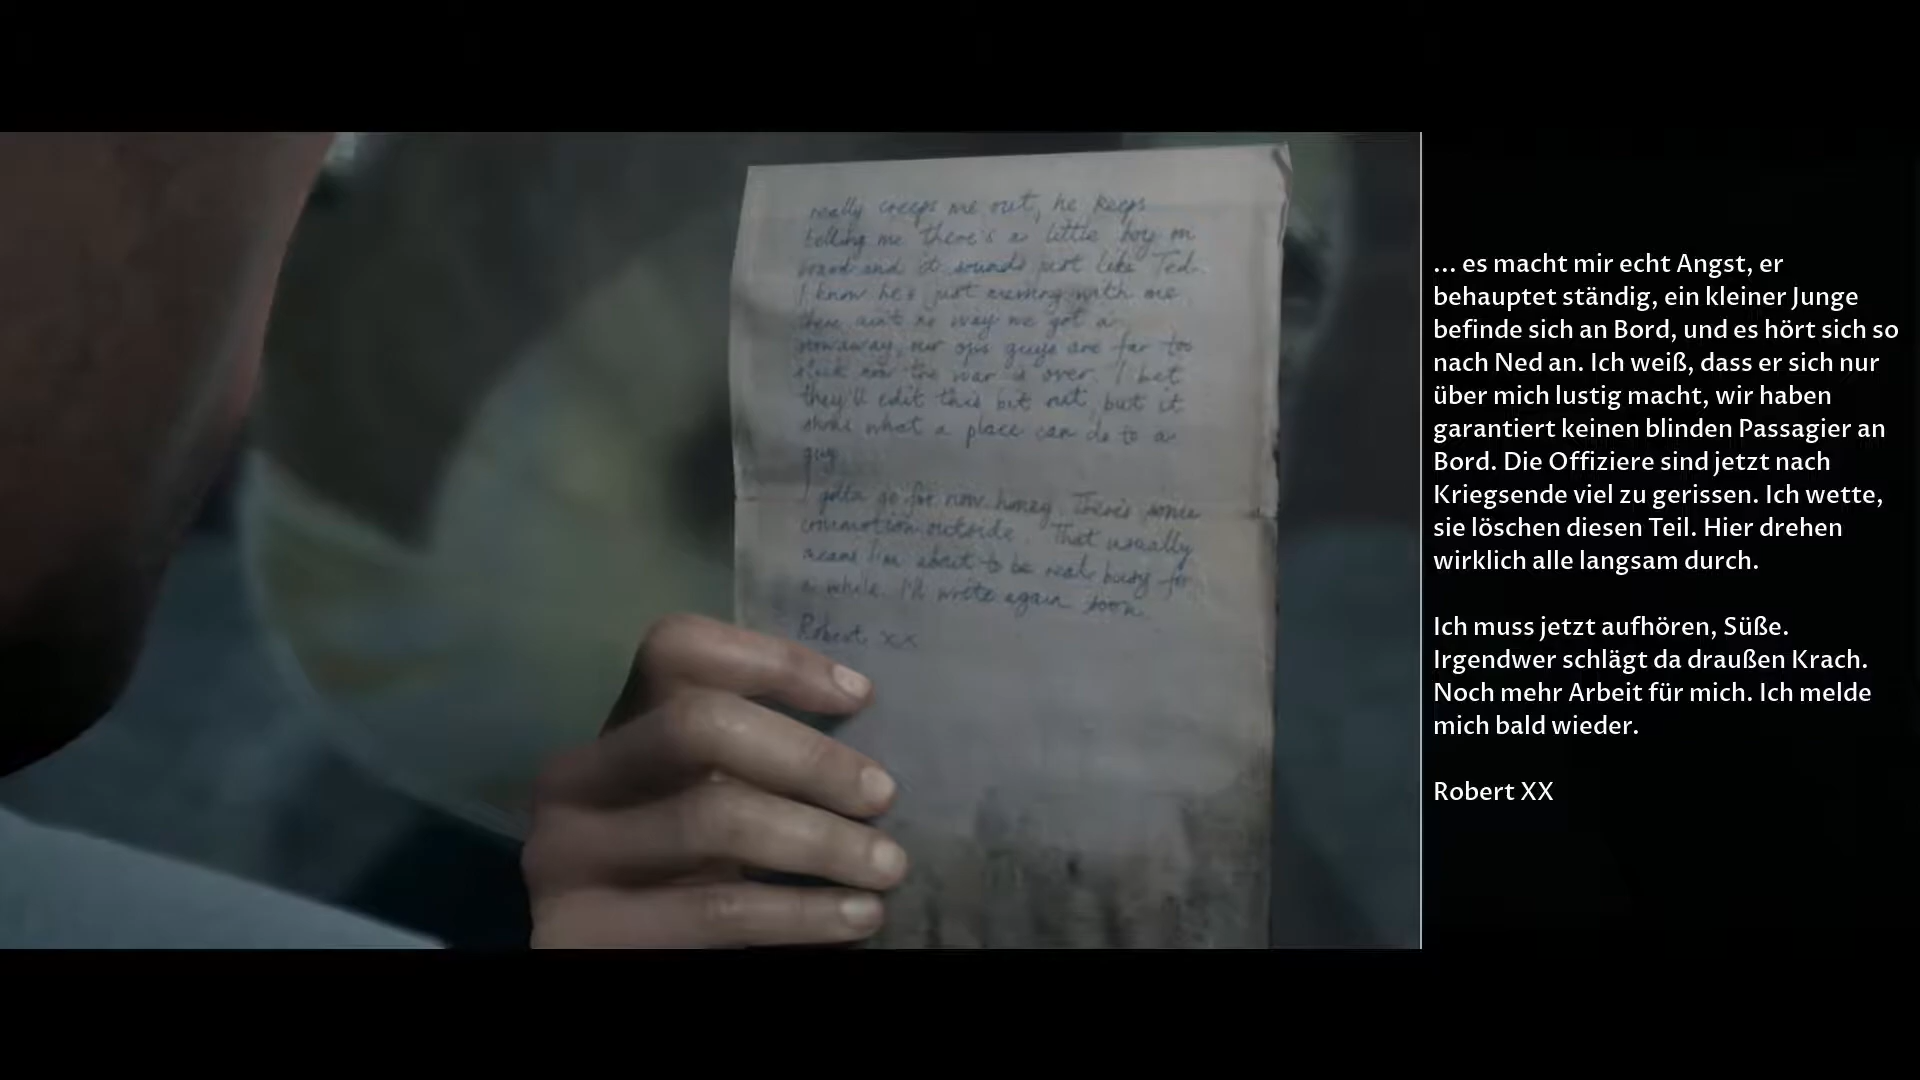 really creeps me out, he keeps
telling me there's a little boy on
board and it sounds just like Ted.
I know he's just messing with me,
there ain't no way we got a
runaway, our ops guys are far too
slick now the war is over. I bet
they'll edit this bit out, but it
shows what a place can do to a
guy.
I gotta go for now honey. There's some
commotion outside. That usually
means I'm about to be real busy for
a while. I'll write again soon.
Robert xx
... es macht mir echt Angst, er
behauptet ständig, ein kleiner Junge
befinde sich an Bord, und es hört sich so
nach Ned an. Ich weiß, dass er sich nur
über mich lustig macht, wir haben
garantiert keinen blinden Passagier an
Bord. Die Offiziere sind jetzt nach
Kriegsende viel zu gerissen. Ich wette,
sie löschen diesen Teil. Hier drehen
wirklich alle langsam durch.
Ich muss jetzt aufhören, Süße.
Irgendwer schlägt da draußen Krach.
Noch mehr Arbeit für mich. Ich melde
mich bald wieder.
Robert XX